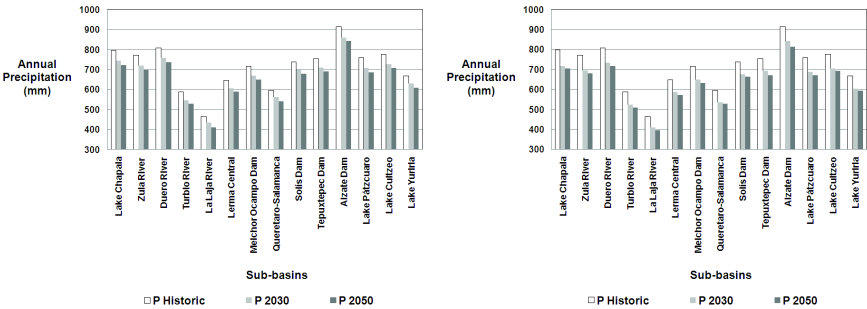 1000
900
800
700
600
500
400
300
Annual
Precipitation
(mm)
Lake Chapala
Zula River
Duero River
Turbio River
La Laja River
Lerma Central
Melchor Ocampo Dam
Queretaro-Salamanca
Solis Dam
Tepuxtepec Dam
Alzate Dam
Lake Pátzcuaro
Lake Cuitzeo
Lake Yuriria
Sub-basins
P Historic P 2030 P 2050
1000
900
800
700
600
500
400
300
Annual
Precipitation
(mm)
Lake Chapala
Zula River
Duero River
Turbio River
La Laja River
Lerma Central
Melchor Ocampo Dam
Queretaro-Salamanca
Solis Dam
Tepuxtepec Dam
Alzate Dam
Lake Pátzcuaro
Lake Cuitzeo
Lake Yuriria
Sub-basins
P Historic P 2030 P 2050